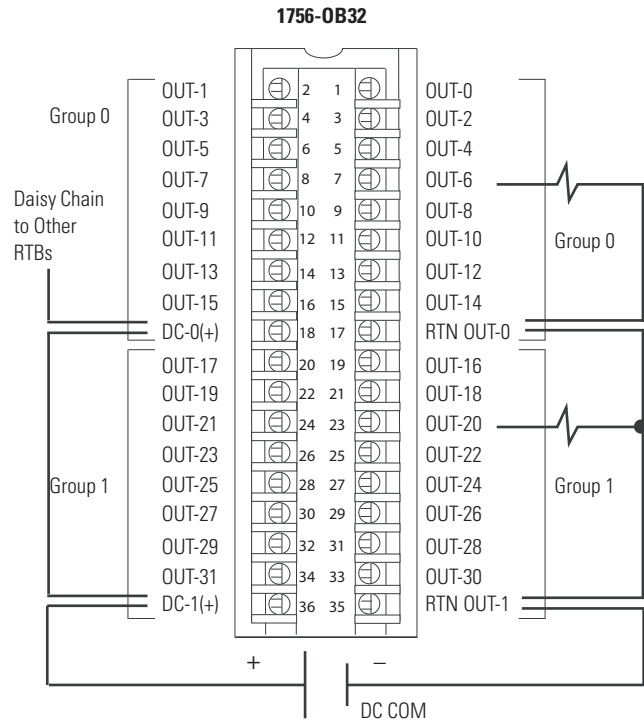 1756-OB32
OUT-1 2 1 OUT-0
Group 0
OUT-3 4 3 OUT-2
OUT-5 6 5 OUT-4
OUT-7 8 7 OUT-6
Daisy Chain
to Other
RTBs
OUT-9 10 9 OUT-8
OUT-11 12 11 OUT-10
Group 0
OUT-13 14 13 OUT-12
OUT-15 16 15 OUT-14
DC-0(+) 18 17 RTN OUT-0
OUT-17 20 19 OUT-16
OUT-19 22 21 OUT-18
OUT-21 24 23 OUT-20
OUT-23 26 25 OUT-22
Group 1
OUT-25 28 27 OUT-24
Group 1
OUT-27 30 29 OUT-26
OUT-29 32 31 OUT-28
OUT-31 34 33 OUT-30
DC-1(+) 36 35 RTN OUT-1
+ –
DC COM